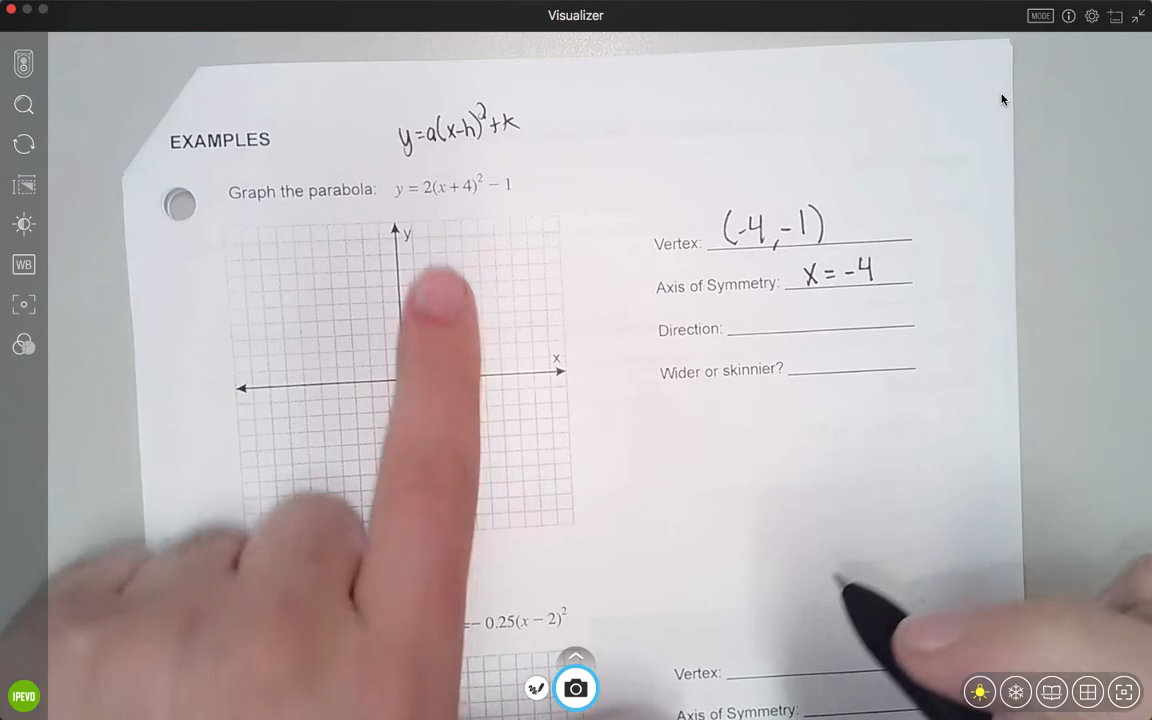 Visualizer
MODE
EXAMPLES
y=a(x-h)²+k
Graph the parabola: y = 2(x + 4)² − 1
y
x
Vertex: (-4, -1)
Axis of Symmetry: x = -4
Direction:
Wider or skinnier?
= − 0.25(x − 2)²
Vertex:
Axis of Symmetry:
WB
IPEVO